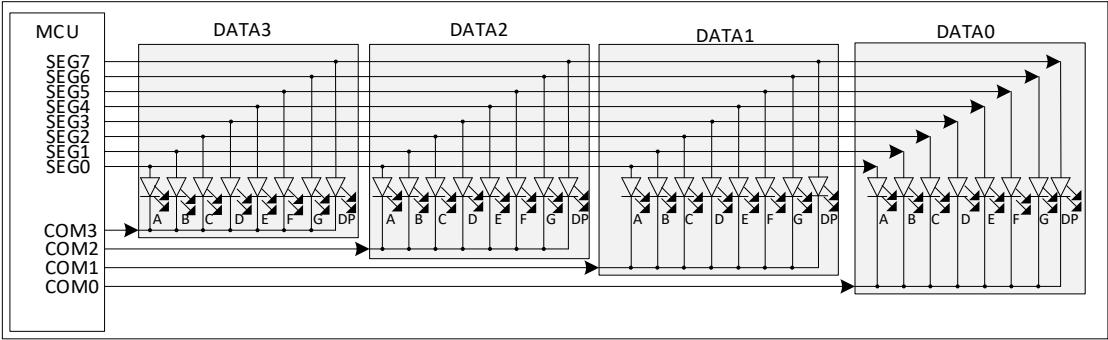 MCU
DATA3
DATA2
DATA1
DATA0
SEG7
SEG6
SEG5
SEG4
SEG3
SEG2
SEG1
SEG0
A B C D E F G DP
A B C D E F G DP
A B C D E F G DP
A B C D E F G DP
COM3
COM2
COM1
COM0